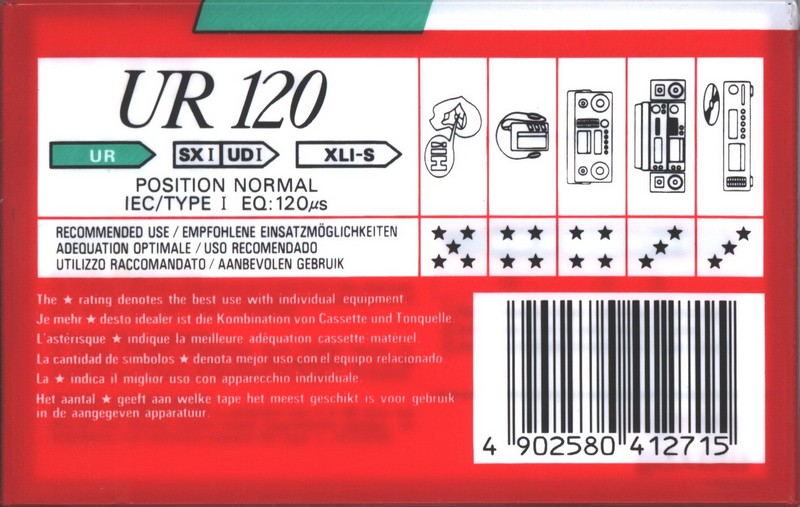 UR 120
UR SX I UD I XLI-S
POSITION NORMAL
IEC/TYPE I EQ:120µs
RECOMMENDED USE / EMPFOHLENE EINSATZMÖGLICHKEITEN
ADEQUATION OPTIMALE / USO RECOMENDADO
UTILIZZO RACCOMANDATO / AANBEVOLEN GEBRUIK
The ★ rating denotes the best use with individual equipment.
Je mehr ★ desto idealer ist die Kombination von Cassette und Tonquelle.
L'astérisque ★ indique la meilleure adéquation cassette-matériel
La cantidad de simbolos ★ denota mejor uso con el equipo relacionado.
La ★ indica il miglior uso con apparecchio individuale.
Het aantal ★ geeft aan welke tape het meest geschikt is voor gebruik
in de aangegeven apparatuur.
4 902580 412715